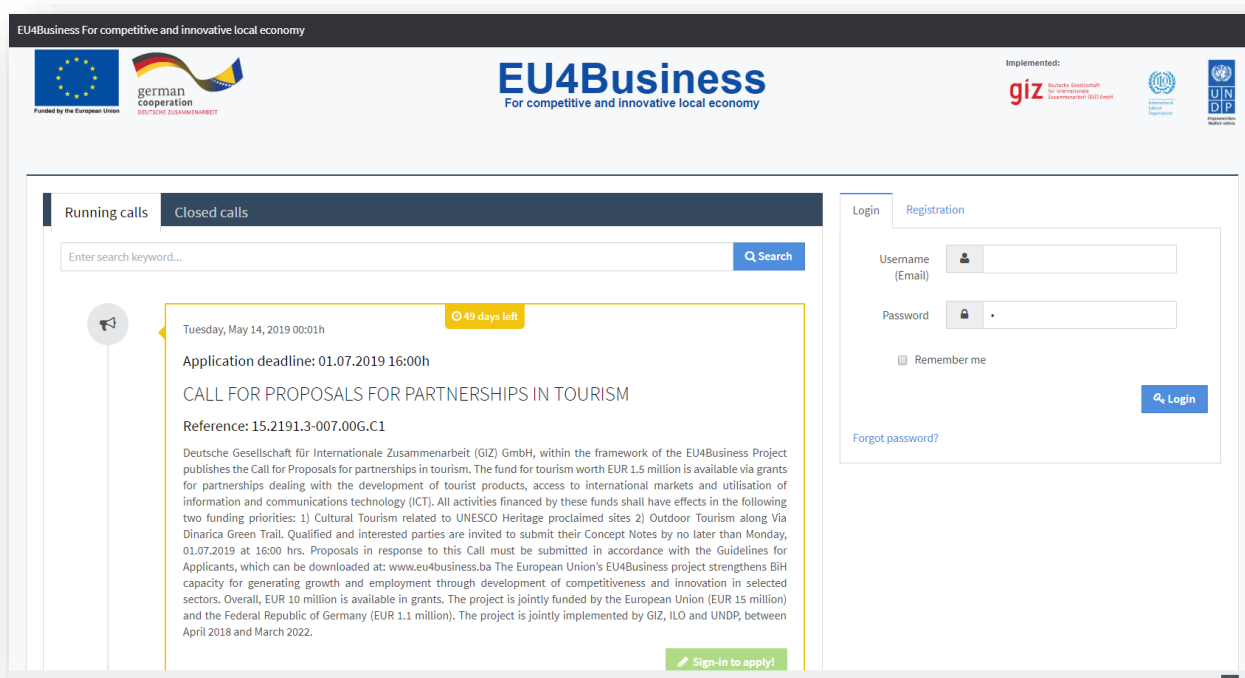 EU4Business For competitive and innovative local economy
Funded by the European Union
german
cooperation
DEUTSCHE ZUSAMMENARBEIT
EU4Business
For competitive and innovative local economy
Implemented:
giz Deutsche Gesellschaft
für Internationale
Zusammenarbeit (GIZ) GmbH
International
Labour
Organization
U N
D P
Empowered lives.
Resilient nations.
Running calls
Closed calls
Enter search keyword...
Search
49 days left
Tuesday, May 14, 2019 00:01h
Application deadline: 01.07.2019 16:00h
CALL FOR PROPOSALS FOR PARTNERSHIPS IN TOURISM
Reference: 15.2191.3-007.00G.C1
Deutsche Gesellschaft für Internationale Zusammenarbeit (GIZ) GmbH, within the framework of the EU4Business Project
publishes the Call for Proposals for partnerships in tourism. The fund for tourism worth EUR 1.5 million is available via grants
for partnerships dealing with the development of tourist products, access to international markets and utilisation of
information and communications technology (ICT). All activities financed by these funds shall have effects in the following
two funding priorities: 1) Cultural Tourism related to UNESCO Heritage proclaimed sites 2) Outdoor Tourism along Via
Dinarica Green Trail. Qualified and interested parties are invited to submit their Concept Notes by no later than Monday,
01.07.2019 at 16:00 hrs. Proposals in response to this Call must be submitted in accordance with the Guidelines for
Applicants, which can be downloaded at: www.eu4business.ba The European Union's EU4Business project strengthens BiH
capacity for generating growth and employment through development of competitiveness and innovation in selected
sectors. Overall, EUR 10 million is available in grants. The project is jointly funded by the European Union (EUR 15 million)
and the Federal Republic of Germany (EUR 1.1 million). The project is jointly implemented by GIZ, ILO and UNDP, between
April 2018 and March 2022.
Sign-in to apply!
Login
Registration
Username
(Email)
Password
Remember me
Login
Forgot password?